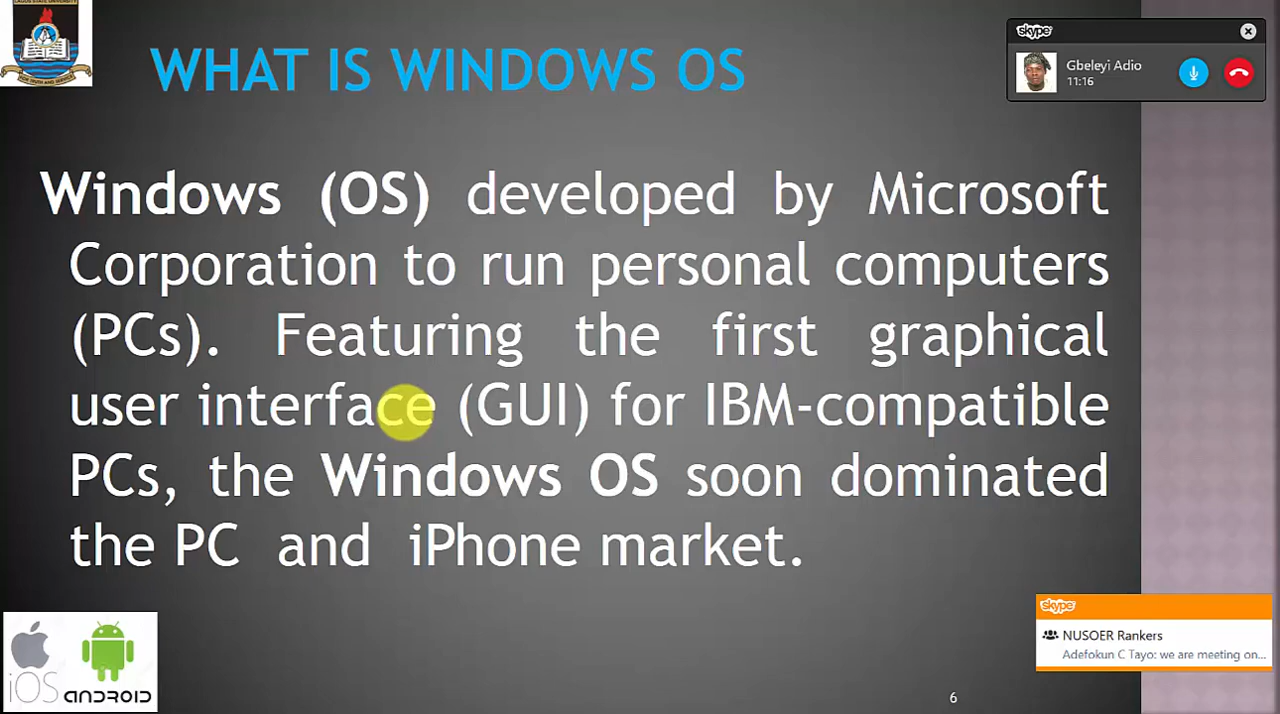 WHAT IS WINDOWS OS
skype
Gbeleyi Adio
11:16
Windows (OS) developed by Microsoft
Corporation to run personal computers
(PCs). Featuring the first graphical
user interface (GUI) for IBM-compatible
PCs, the Windows OS soon dominated
the PC and iPhone market.
skype
NUSOER Rankers
Adefokun C Tayo: we are meeting on...
iOS
ANDROID
6